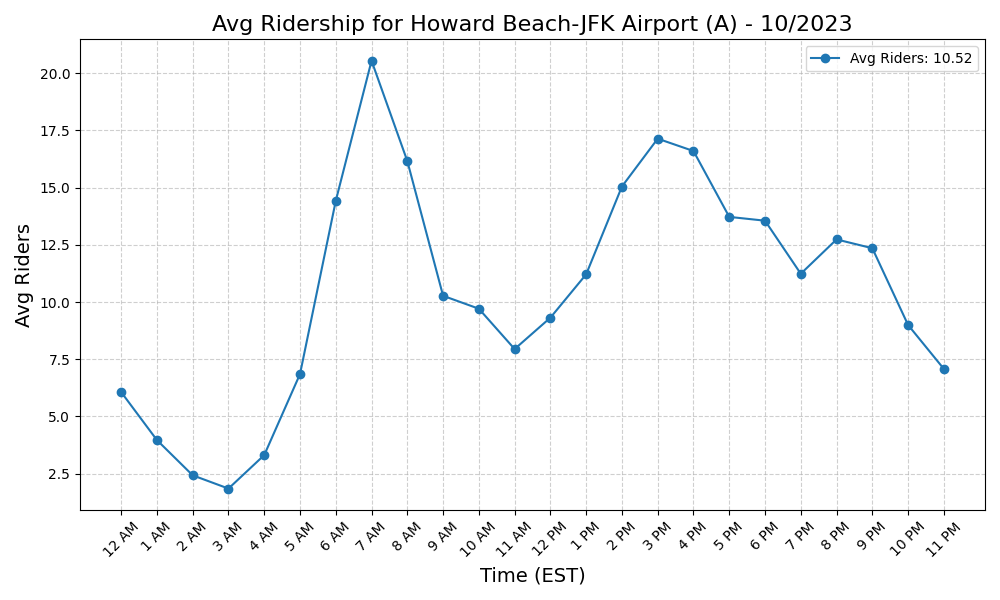 Avg Ridership for Howard Beach-JFK Airport (A) - 10/2023
Avg Riders: 10.52
Avg Riders
20.0
17.5
15.0
12.5
10.0
7.5
5.0
2.5
12 AM
1 AM
2 AM
3 AM
4 AM
5 AM
6 AM
7 AM
8 AM
9 AM
10 AM
11 AM
12 PM
1 PM
2 PM
3 PM
4 PM
5 PM
6 PM
7 PM
8 PM
9 PM
10 PM
11 PM
Time (EST)